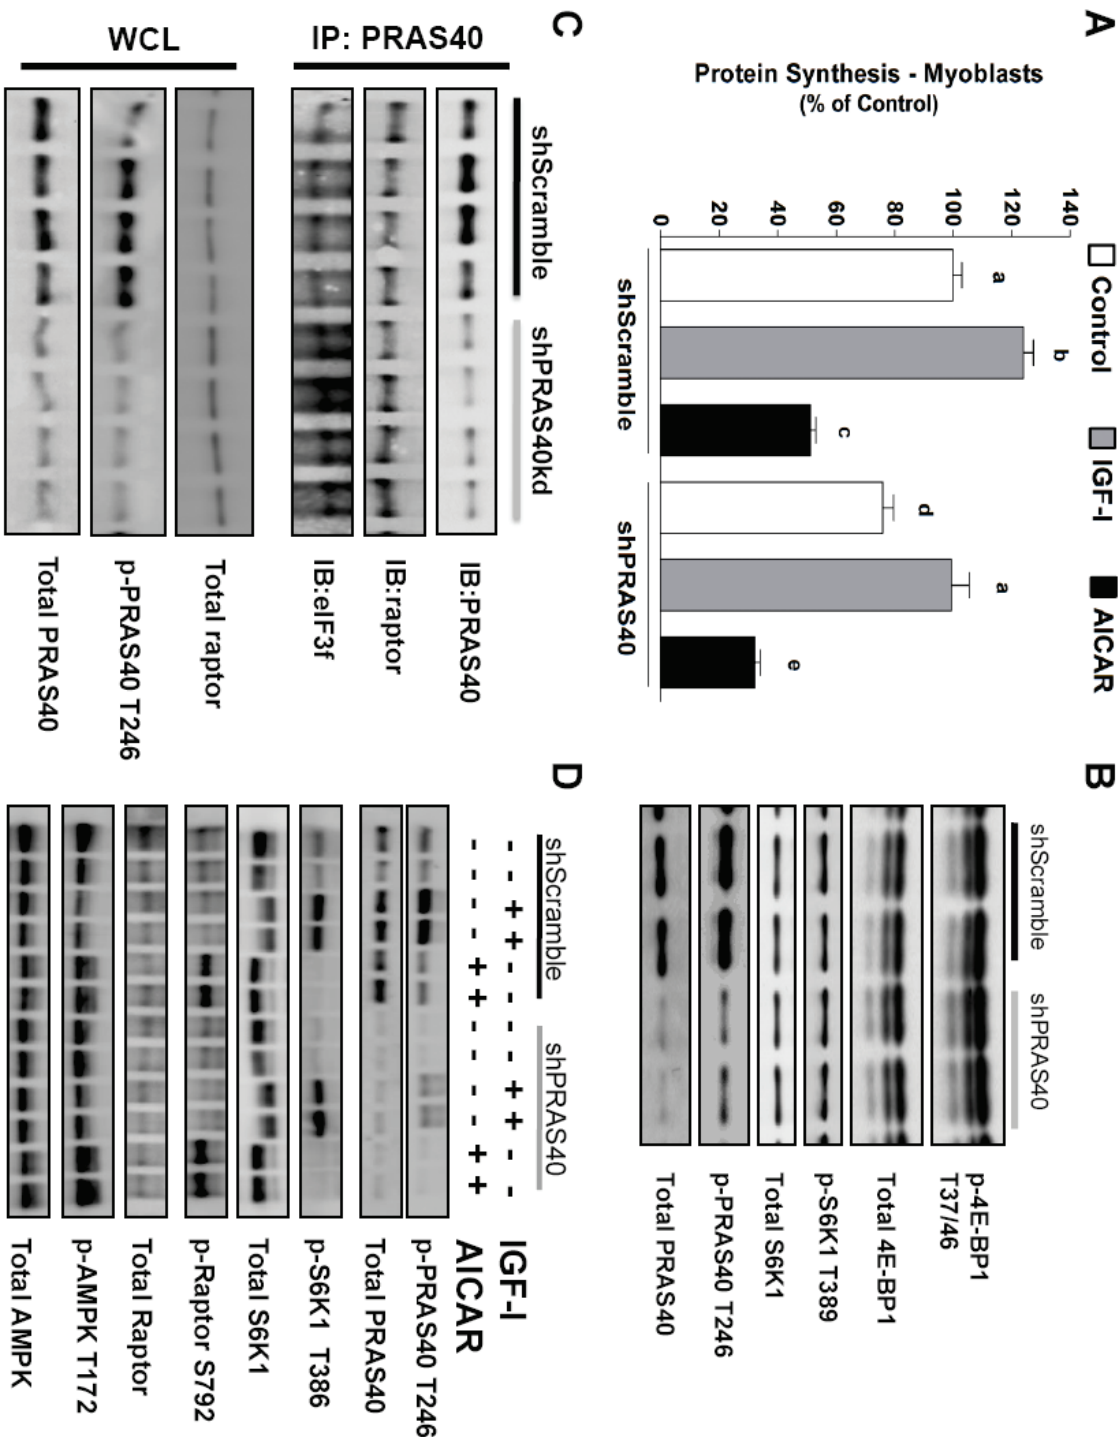 A
Protein Synthesis - Myoblasts
(% of Control)
0
20
40
60
80
100
120
140
Control
IGF-I
AICAR
a
b
c
d
a
e
shScramble
shPRAS40
B
shScramble
shPRAS40
p-4E-BP1
T37/46
Total 4E-BP1
p-S6K1 T389
Total S6K1
p-PRAS40 T246
Total PRAS40
C
shScramble
shPRAS40kd
IP: PRAS40
IB:PRAS40
IB:raptor
IB:eIF3f
WCL
Total raptor
p-PRAS40 T246
Total PRAS40
D
shScramble
shPRAS40
- - + + - - - - + + - - IGF-I
- - - - + + - - - - + + AICAR
p-PRAS40 T246
Total PRAS40
p-S6K1 T386
Total S6K1
p-Raptor S792
Total Raptor
p-AMPK T172
Total AMPK